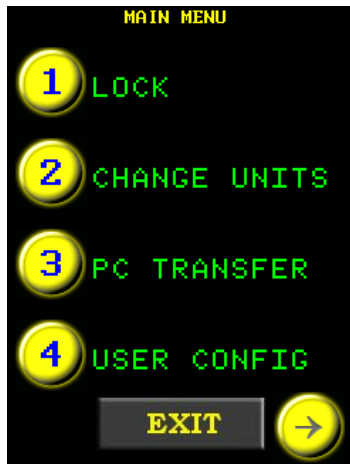 MAIN MENU
1 LOCK
2 CHANGE UNITS
3 PC TRANSFER
4 USER CONFIG
EXIT →